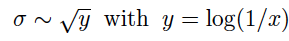 σ ∼ √y with y = log(1/x)